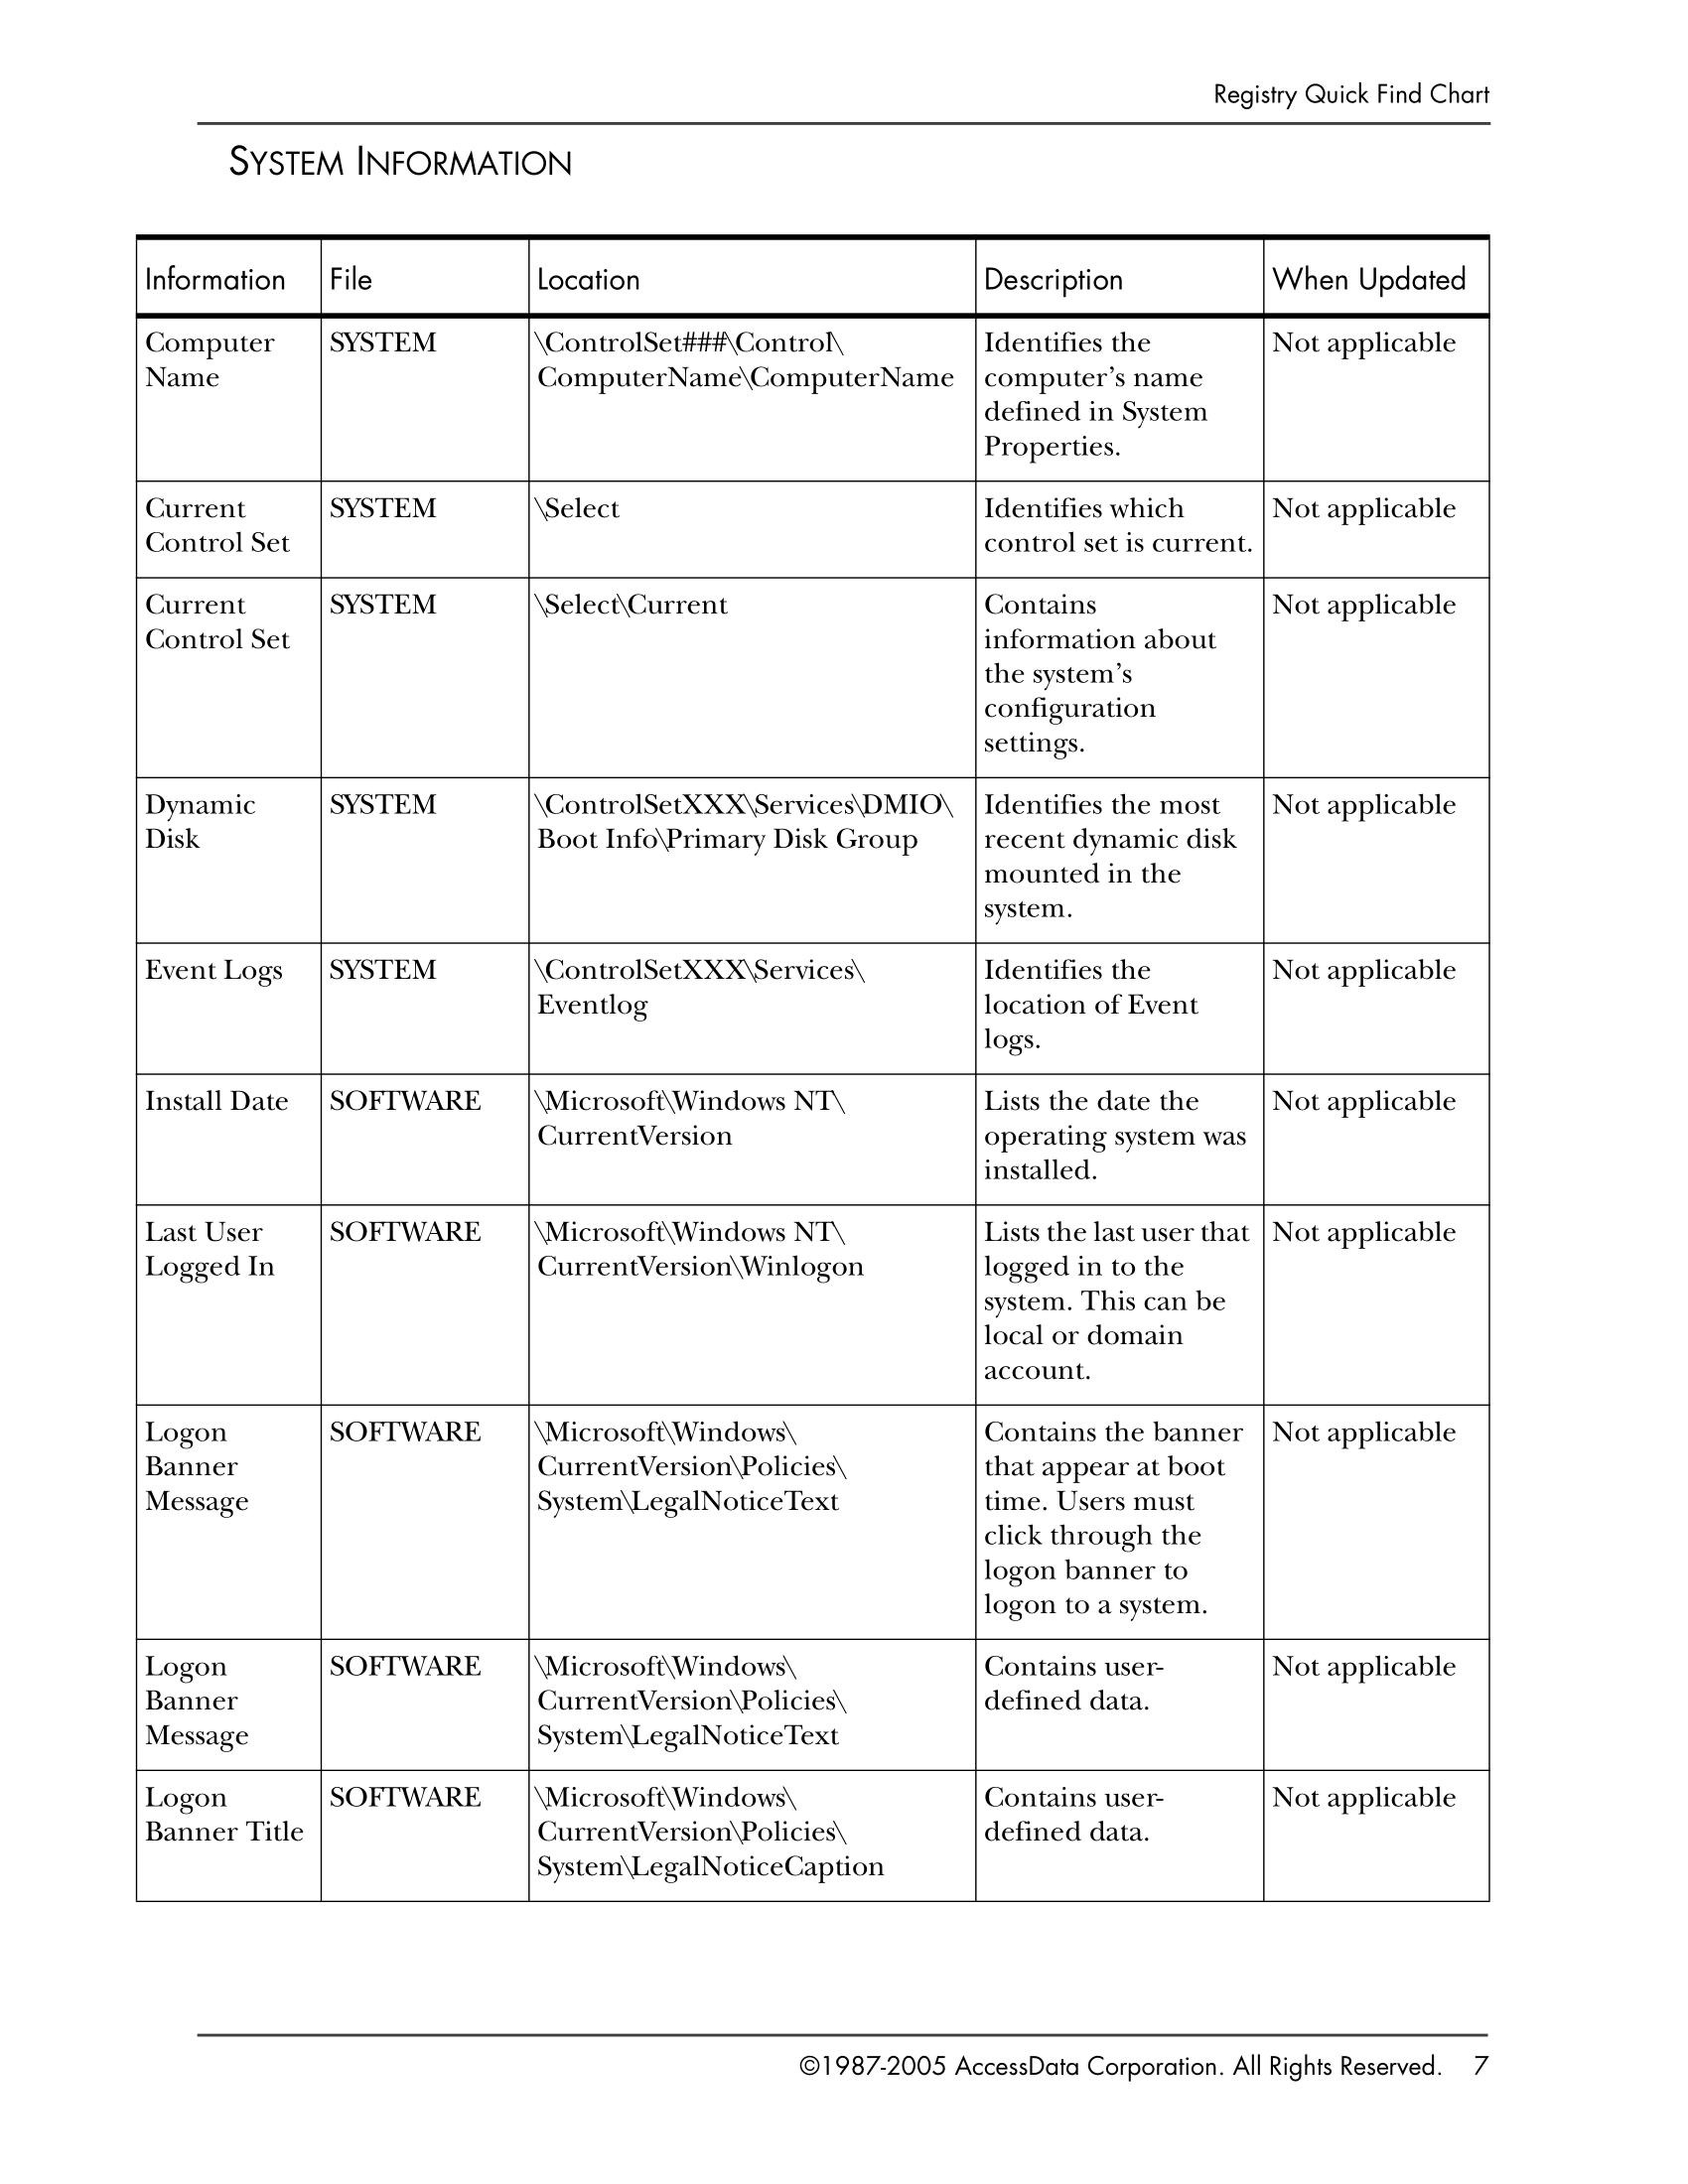 Registry Quick Find Chart
SYSTEM INFORMATION
Information File Location Description When Updated
Computer SYSTEM \ControlSet###\Control\ Identifies the Not applicable
Name ComputerName\ComputerName computer’s name
defined in System
Properties.
Current SYSTEM \Select Identifies which Not applicable
Control Set control set is current.
Current SYSTEM \Select\Current Contains Not applicable
Control Set information about
the system’s
configuration
settings.
Dynamic SYSTEM \ControlSetXXX\Services\DMIO\ Identifies the most Not applicable
Disk Boot Info\Primary Disk Group recent dynamic disk
mounted in the
system.
Event Logs SYSTEM \ControlSetXXX\Services\ Identifies the Not applicable
Eventlog location of Event
logs.
Install Date SOFTWARE \Microsoft\Windows NT\ Lists the date the Not applicable
CurrentVersion operating system was
installed.
Last User SOFTWARE \Microsoft\Windows NT\ Lists the last user that Not applicable
Logged In CurrentVersion\Winlogon logged in to the
system. This can be
local or domain
account.
Logon SOFTWARE \Microsoft\Windows\ Contains the banner Not applicable
Banner CurrentVersion\Policies\ that appear at boot
Message System\LegalNoticeText time. Users must
click through the
logon banner to
logon to a system.
Logon SOFTWARE \Microsoft\Windows\ Contains user- Not applicable
Banner CurrentVersion\Policies\ defined data.
Message System\LegalNoticeText
Logon SOFTWARE \Microsoft\Windows\ Contains user- Not applicable
Banner Title CurrentVersion\Policies\ defined data.
System\LegalNoticeCaption
©1987-2005 AccessData Corporation. All Rights Reserved. 7